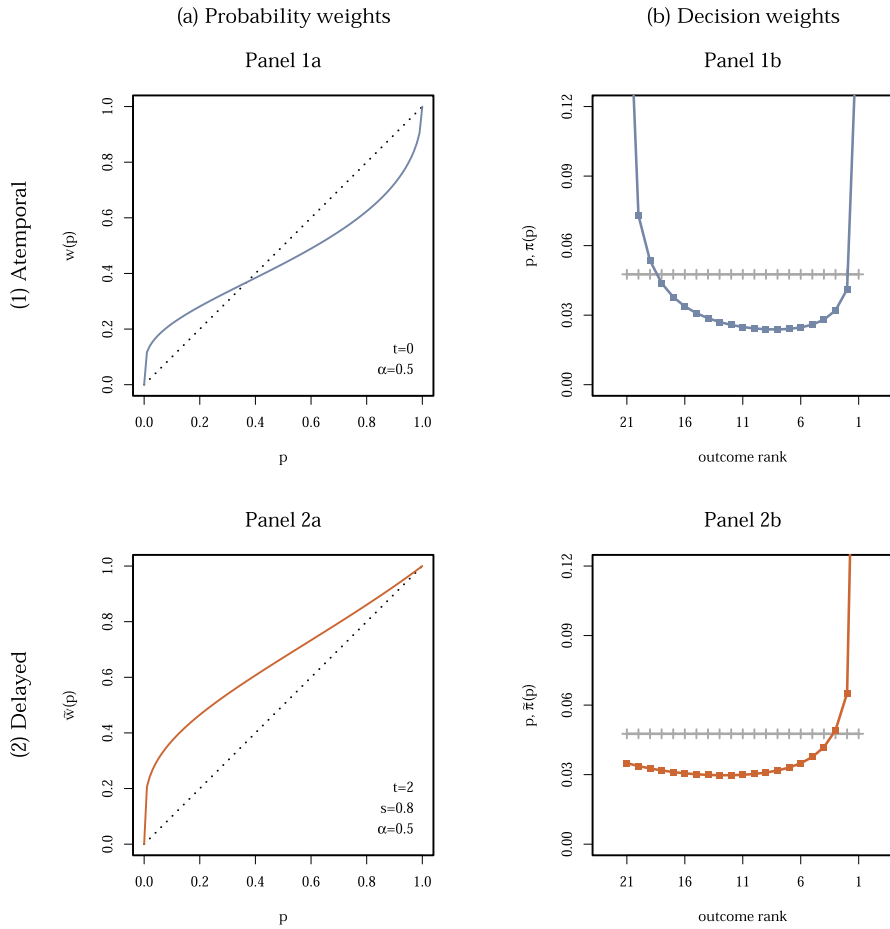 (a) Probability weights
(b) Decision weights
(1) Atemporal
Panel 1a
w(p)
1.0
0.8
0.6
0.4
0.2
0.0
t=0
α=0.5
0.0 0.2 0.4 0.6 0.8 1.0
p
Panel 1b
p, π(p)
0.12
0.09
0.06
0.03
0.00
21 16 11 6 1
outcome rank
(2) Delayed
Panel 2a
w̃(p)
1.0
0.8
0.6
0.4
0.2
0.0
t=2
s=0.8
α=0.5
0.0 0.2 0.4 0.6 0.8 1.0
p
Panel 2b
p, π̃(p)
0.12
0.09
0.06
0.03
0.00
21 16 11 6 1
outcome rank